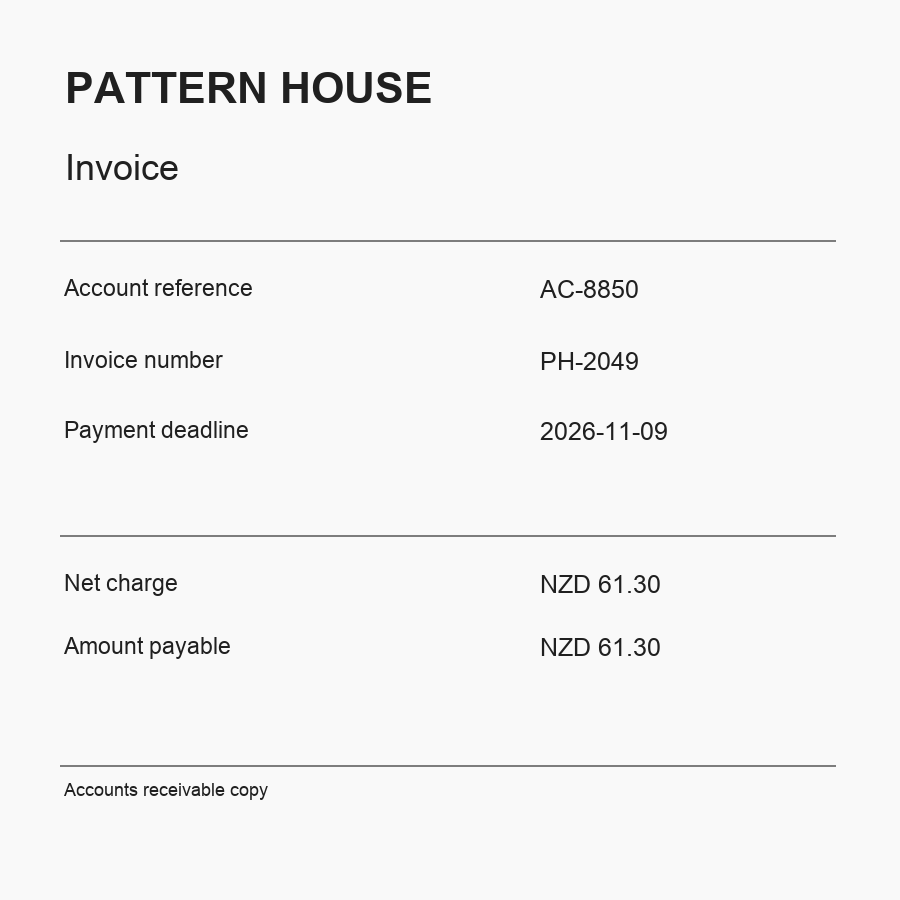 PATTERN HOUSE
Invoice
Account reference AC-8850
Invoice number PH-2049
Payment deadline 2026-11-09
Net charge NZD 61.30
Amount payable NZD 61.30
Accounts receivable copy